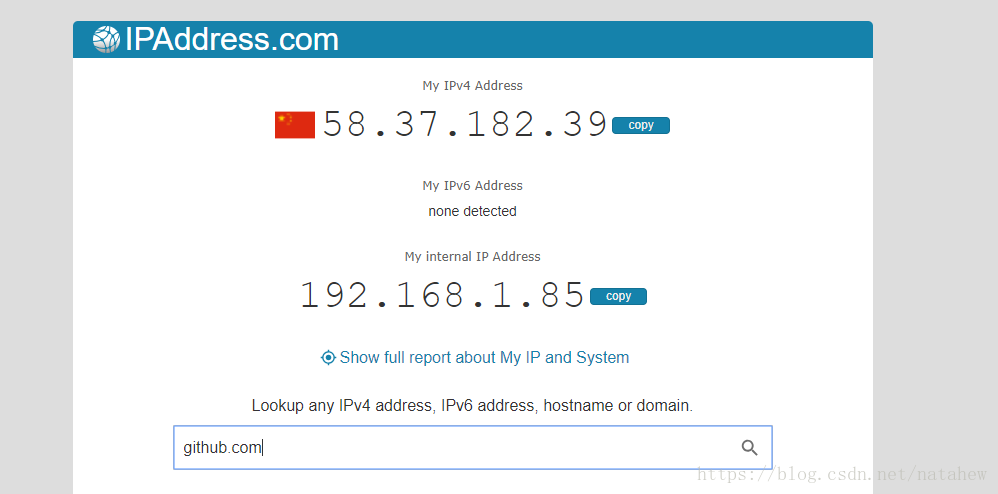 IPAddress.com
My IPv4 Address
58.37.182.39 copy
My IPv6 Address
none detected
My internal IP Address
192.168.1.85 copy
Show full report about My IP and System
Lookup any IPv4 address, IPv6 address, hostname or domain.
github.com
https://blog.csdn.net/natahew